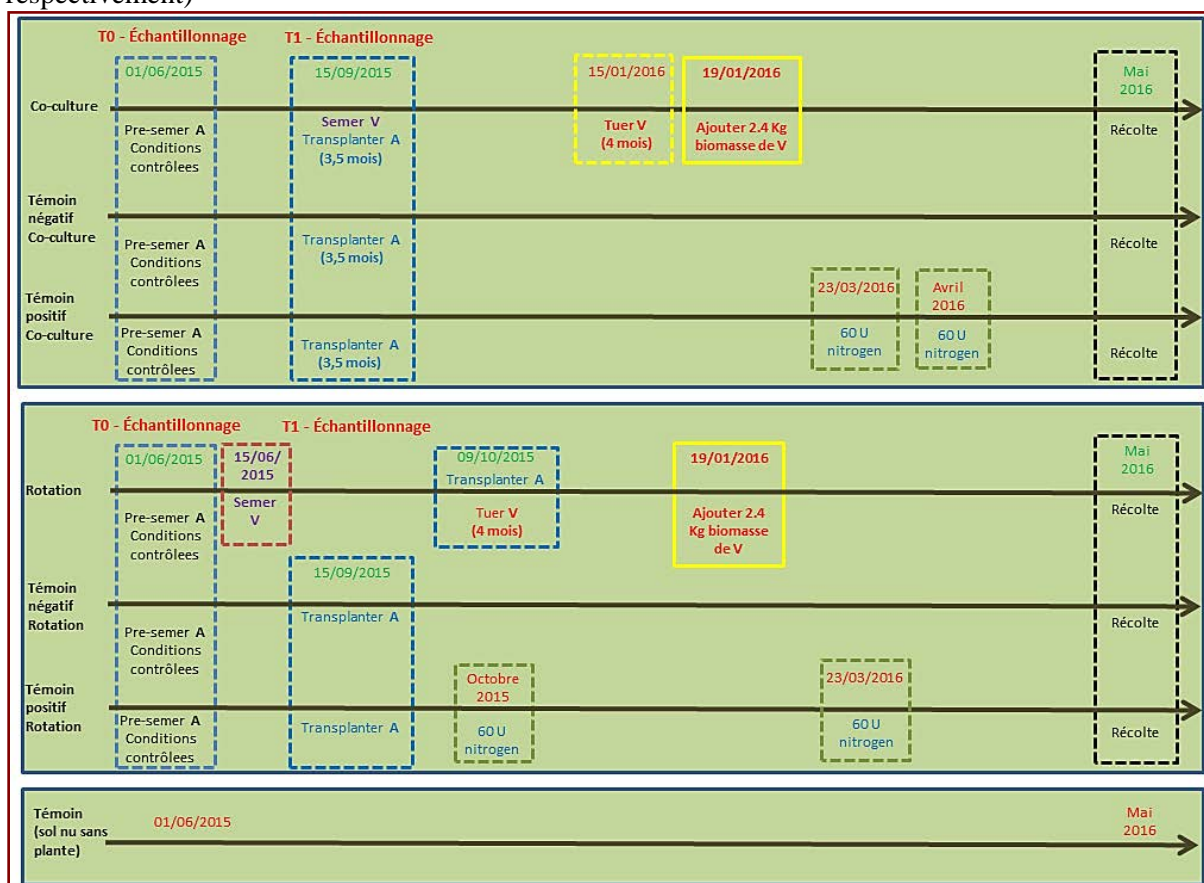 respectivement)
T0 - Échantillonnage
T1 - Échantillonnage
01/06/2015
15/09/2015
15/01/2016
19/01/2016
Mai
2016
Co-culture
Pre-semer A
Conditions
contrôlees
Semer V
Transplanter A
(3,5 mois)
Tuer V
(4 mois)
Ajouter 2.4 Kg
biomasse de V
Récolte
Témoin
négatif
Co-culture
Pre-semer A
Conditions
contrôlees
Transplanter A
(3,5 mois)
Récolte
23/03/2016
Avril
2016
Témoin
positif
Co-culture
Pre-semer A
Conditions
contrôlees
Transplanter A
(3,5 mois)
60 U
nitrogen
60 U
nitrogen
Récolte
T0 - Échantillonnage
T1 - Échantillonnage
01/06/2015
15/06/
2015
09/10/2015
Transplanter A
19/01/2016
Mai
2016
Rotation
Pre-semer A
Conditions
contrôlees
Semer
V
Tuer V
(4 mois)
Ajouter 2.4
Kg biomasse
de V
Récolte
15/09/2015
Témoin
négatif
Rotation
Pre-semer A
Conditions
contrôlees
Transplanter A
Récolte
Octobre
2015
23/03/2016
Témoin
positif
Rotation
Pre-semer A
Conditions
contrôlees
Transplanter A
60 U
nitrogen
60 U
nitrogen
Récolte
Témoin
(sol nu sans
plante)
01/06/2015
Mai
2016